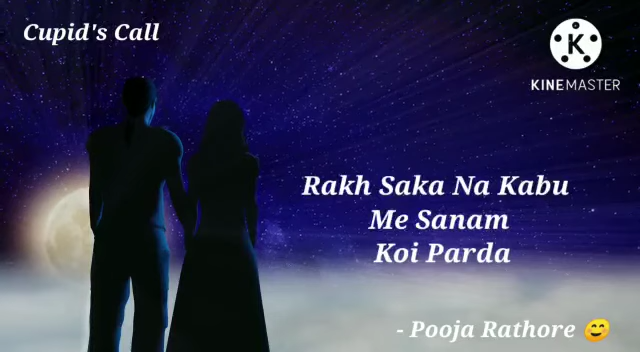 Cupid's Call
K
KINEMASTER
Rakh Saka Na Kabu
Me Sanam
Koi Parda
- Pooja Rathore 😊